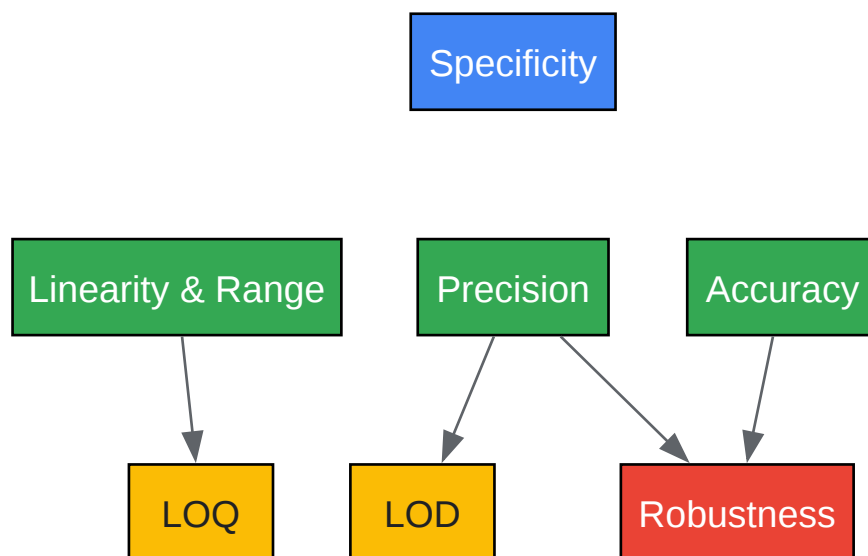 Specificity
Linearity & Range
Precision
Accuracy
LOQ
LOD
Robustness